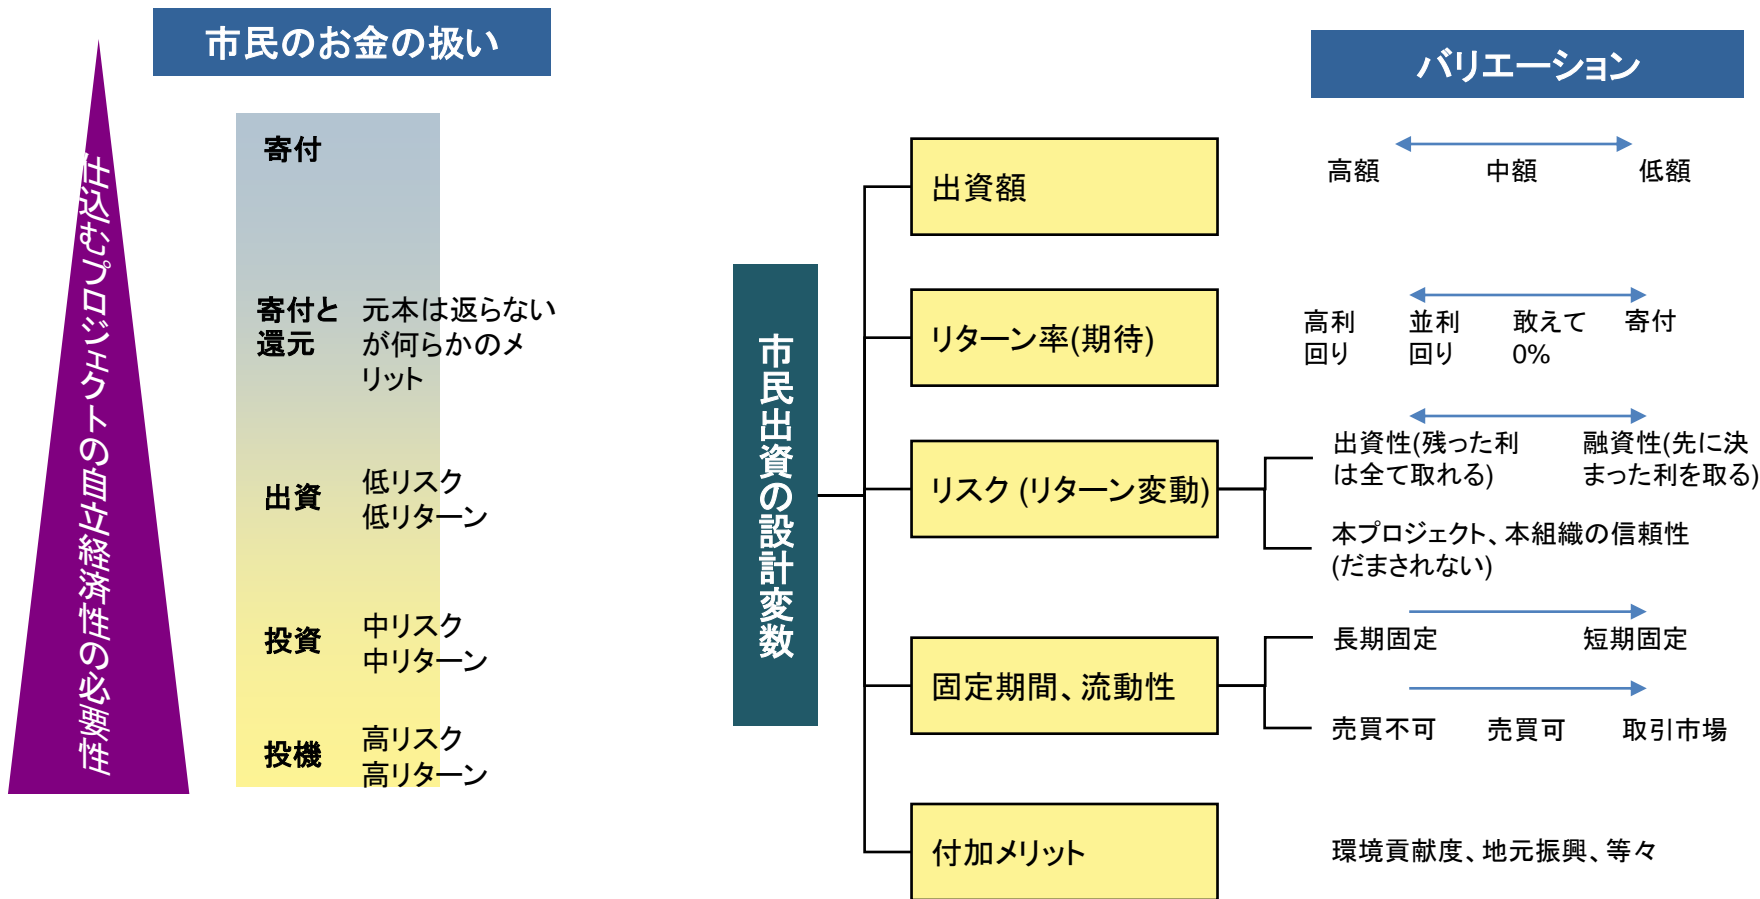 市民のお金の扱い
仕込むプロジェクトの自立経済性の必要性
寄付
寄付と
還元
元本は返らない
が何らかのメ
リット
出資
低リスク
低リターン
投資
中リスク
中リターン
投機
高リスク
高リターン
市民出資の設計変数
バリエーション
出資額
高額
中額
低額
リターン率(期待)
高利
回り
並利
回り
敢えて
0%
寄付
リスク (リターン変動)
出資性(残った利
は全て取れる)
融資性(先に決
まった利を取る)
本プロジェクト、本組織の信頼性
(だまされない)
固定期間、流動性
長期固定
短期固定
売買不可
売買可
取引市場
付加メリット
環境貢献度、地元振興、等々